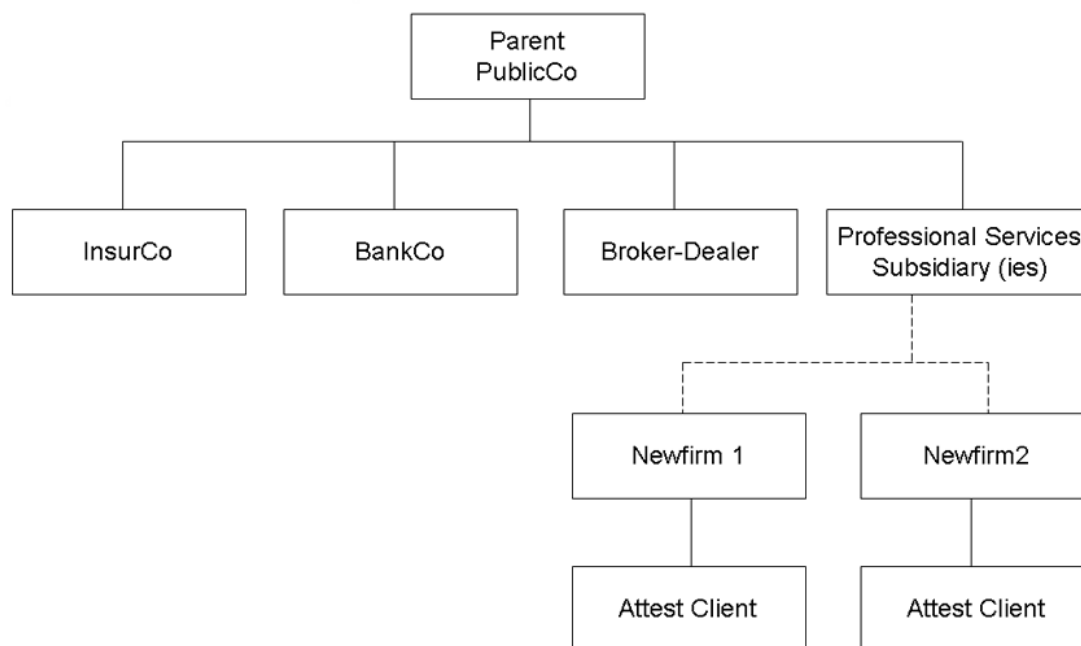 Parent
PublicCo
InsurCo
BankCo
Broker-Dealer
Professional Services
Subsidiary (ies)
Newfirm 1
Newfirm2
Attest Client
Attest Client